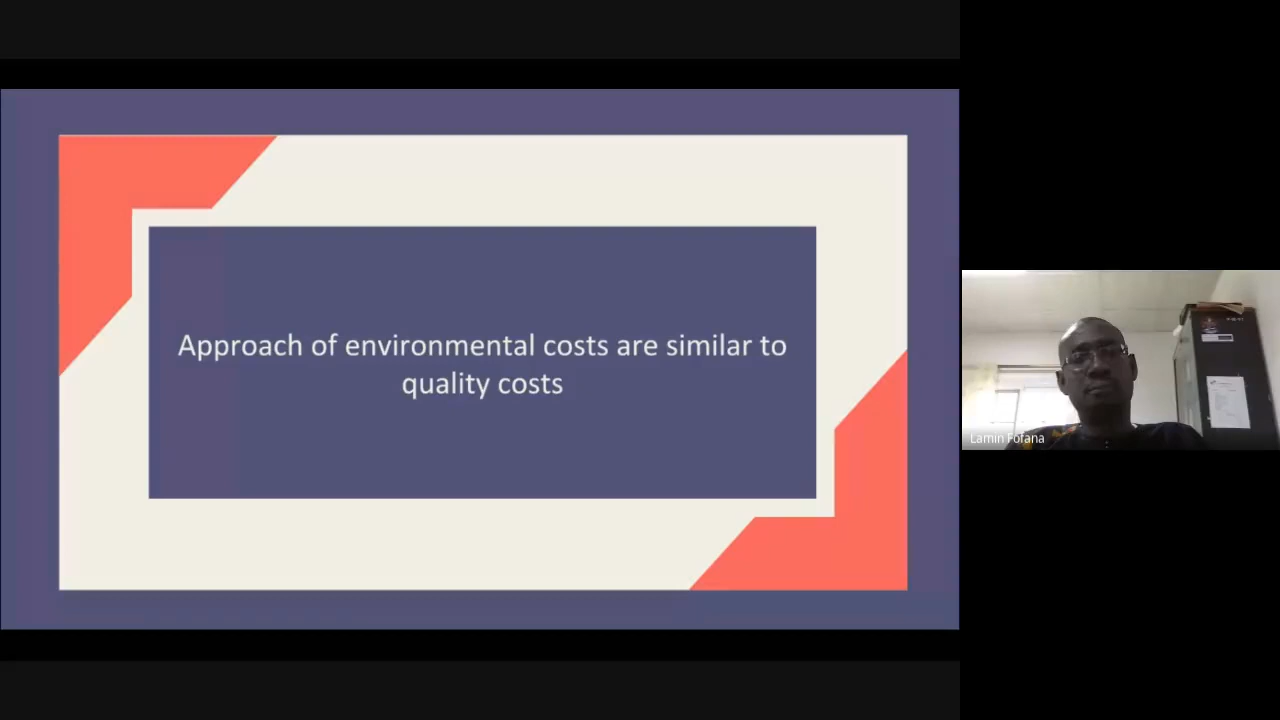 Approach of environmental costs are similar to
quality costs
Lamin Fofana